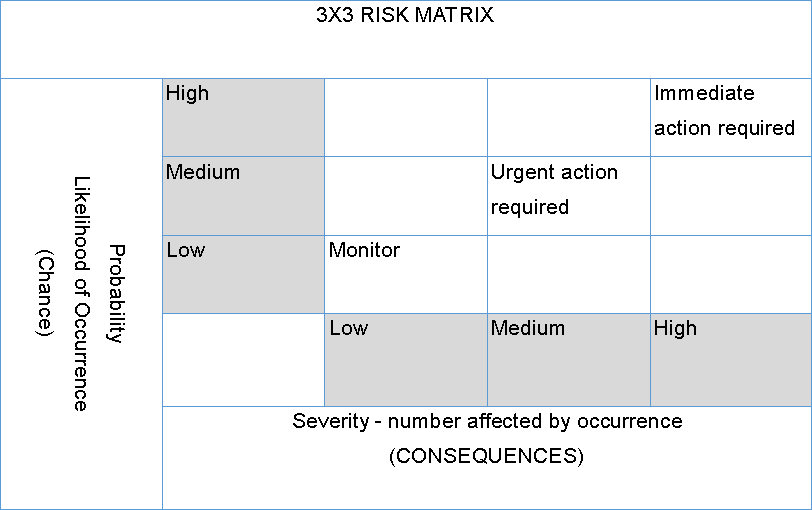 3X3 RISK MATRIX
Probability
Likelihood of Occurrence
(Chance)
High
Immediate
action required
Medium
Urgent action
required
Low
Monitor
Low
Medium
High
Severity - number affected by occurrence
(CONSEQUENCES)